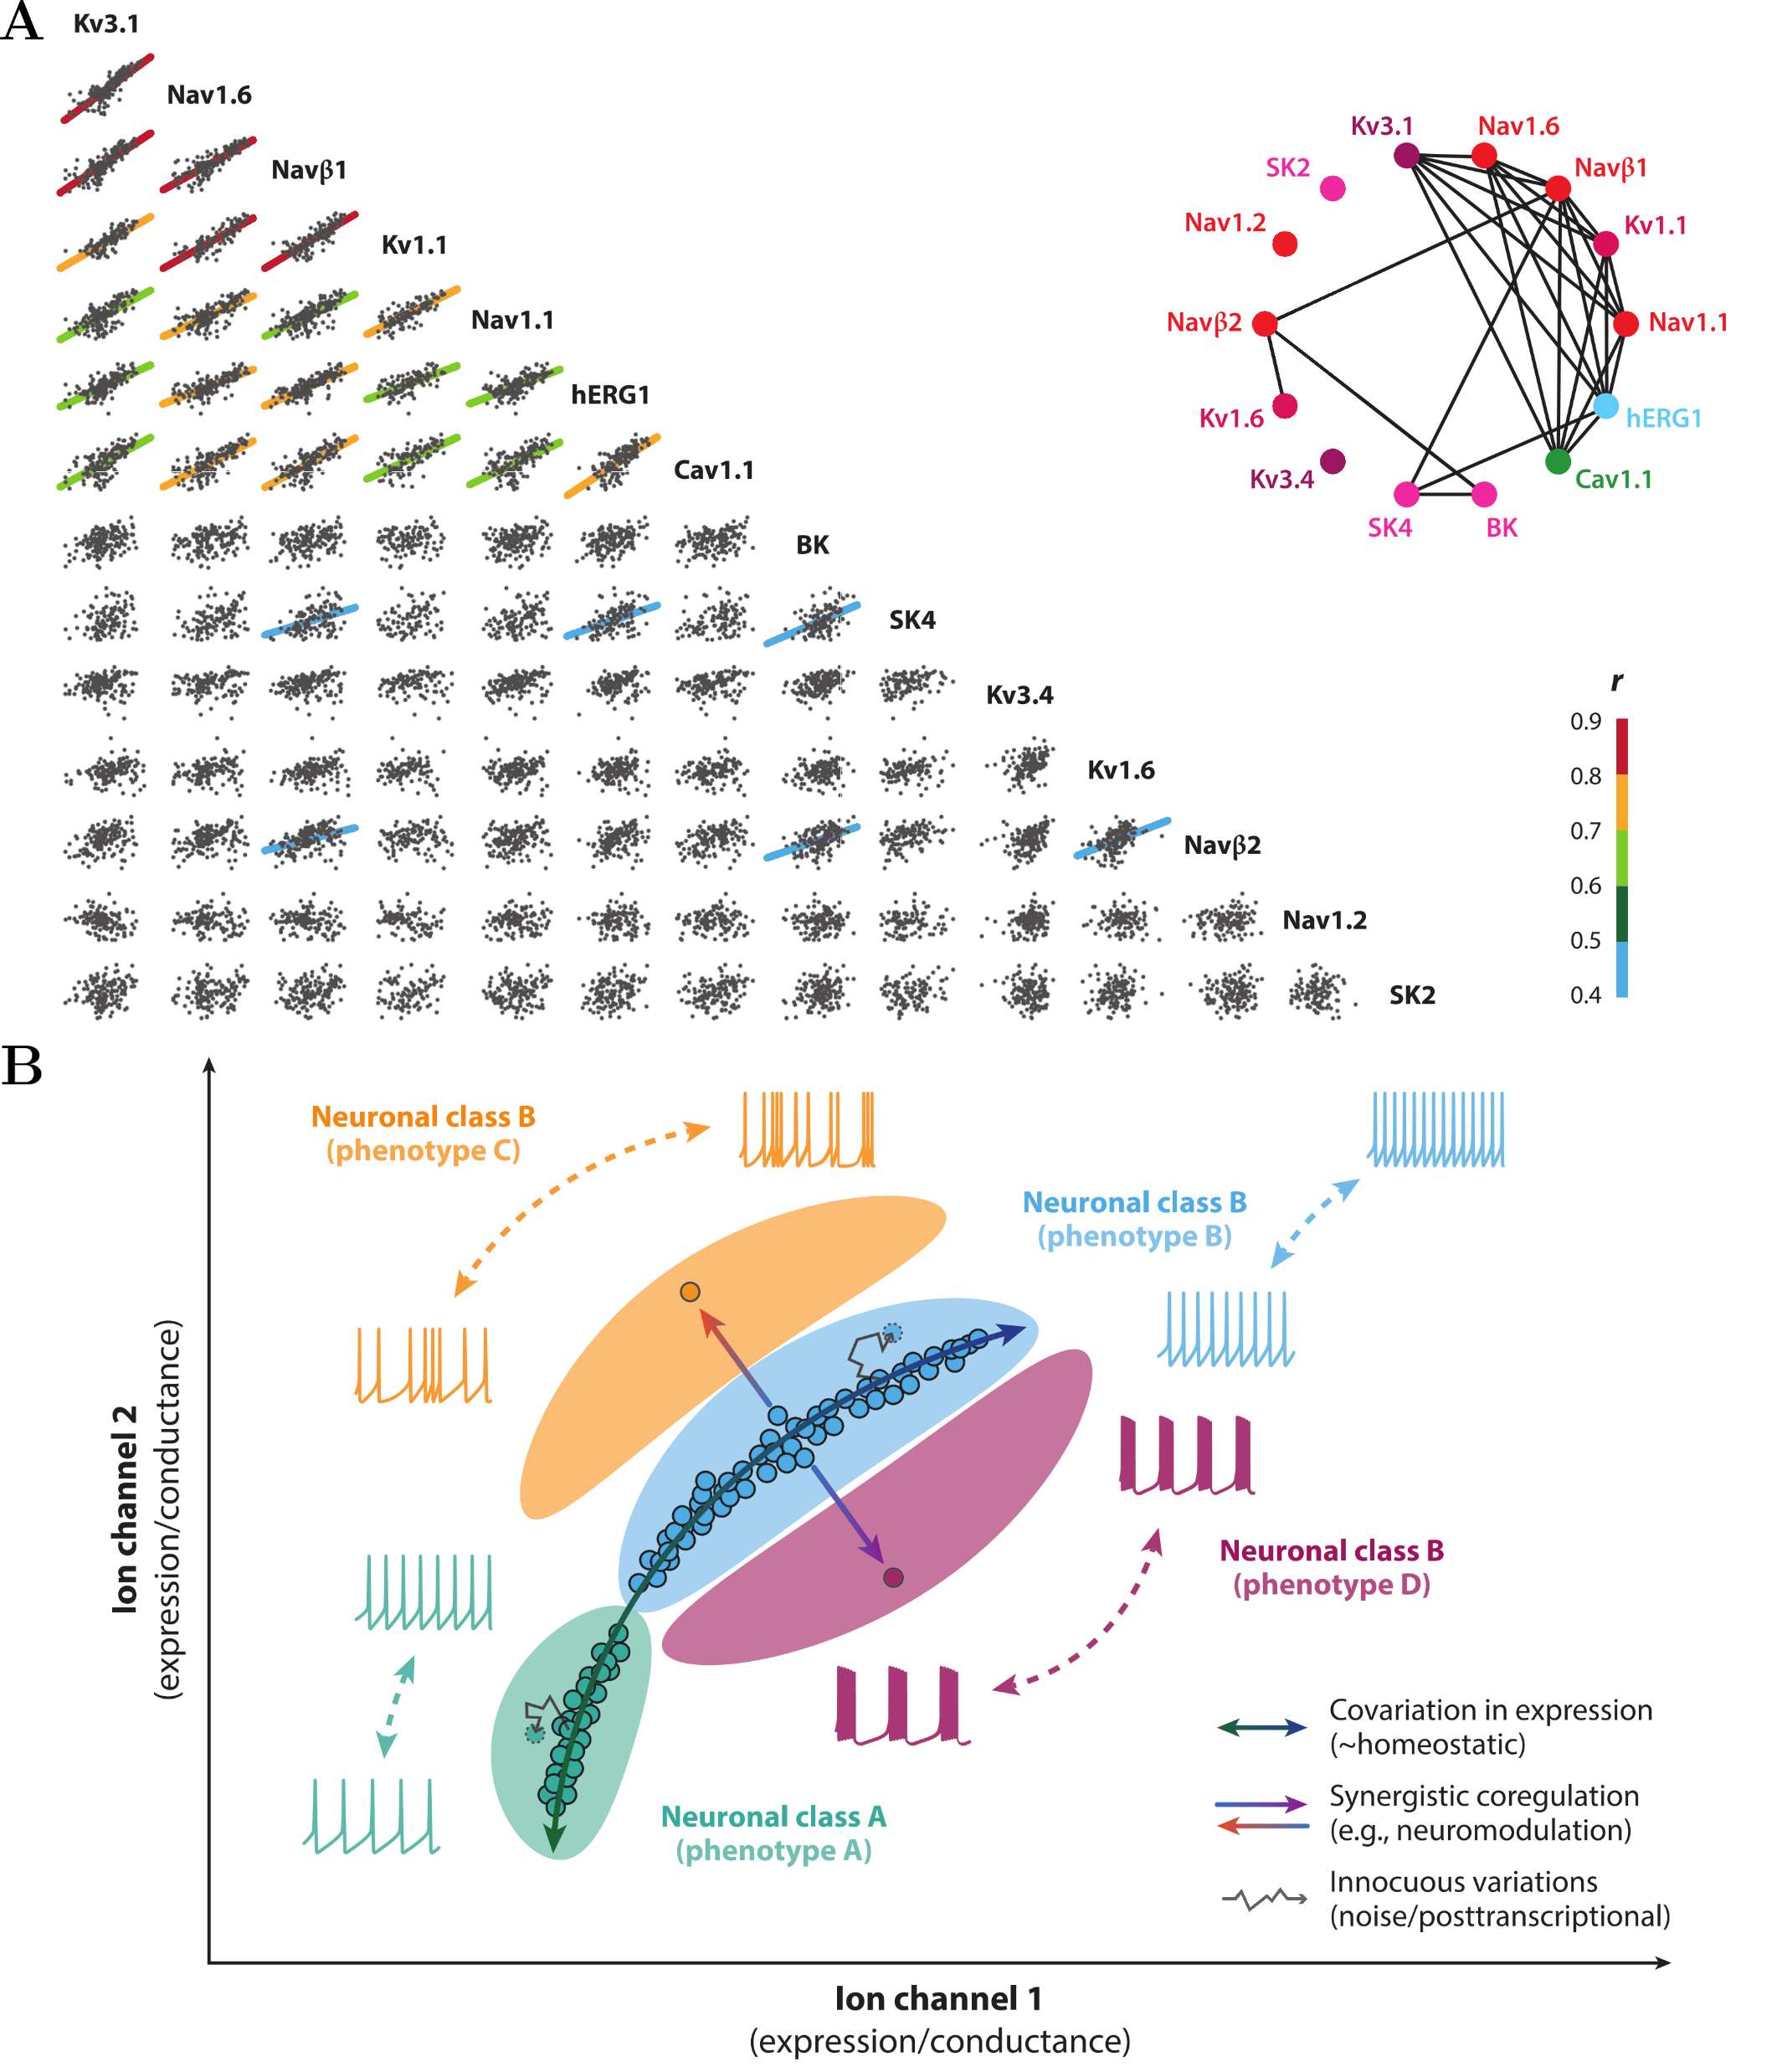 A
Kv3.1
Nav1.6
Navβ1
Kv1.1
Nav1.1
hERG1
Cav1.1
BK
SK4
Kv3.4
Kv1.6
Navβ2
Nav1.2
SK2
Kv3.1
Nav1.6
SK2
Navβ1
Nav1.2
Kv1.1
Navβ2
Nav1.1
Kv1.6
hERG1
Kv3.4
Cav1.1
SK4
BK
r
0.9
0.8
0.7
0.6
0.5
0.4
B
Neuronal class B
(phenotype C)
Neuronal class B
(phenotype B)
Neuronal class B
(phenotype D)
Neuronal class A
(phenotype A)
Covariation in expression
(~homeostatic)
Synergistic coregulation
(e.g., neuromodulation)
Innocuous variations
(noise/posttranscriptional)
Ion channel 2
(expression/conductance)
Ion channel 1
(expression/conductance)